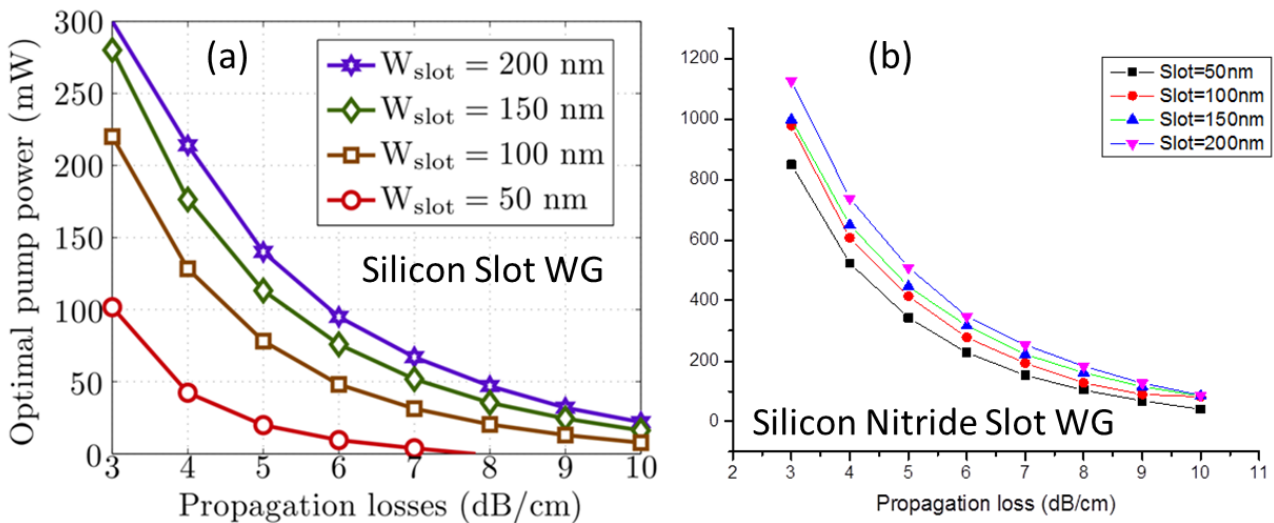 Optimal pump power (mW)
300
250
200
150
100
50
0
(a)
W_slot = 200 nm
W_slot = 150 nm
W_slot = 100 nm
W_slot = 50 nm
Silicon Slot WG
3 4 5 6 7 8 9 10
Propagation losses (dB/cm)
1200
1000
800
600
400
200
0
(b)
Slot=50nm
Slot=100nm
Slot=150nm
Slot=200nm
Silicon Nitride Slot WG
2 3 4 5 6 7 8 9 10 11
Propagation loss (dB/cm)